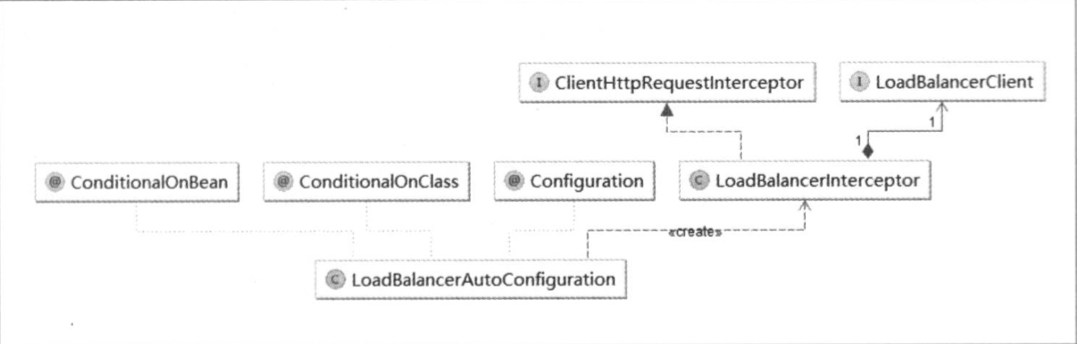 I ClientHttpRequestInterceptor
I LoadBalancerClient
1
1
@ ConditionalOnBean
@ ConditionalOnClass
@ Configuration
C LoadBalancerInterceptor
«create»
C LoadBalancerAutoConfiguration